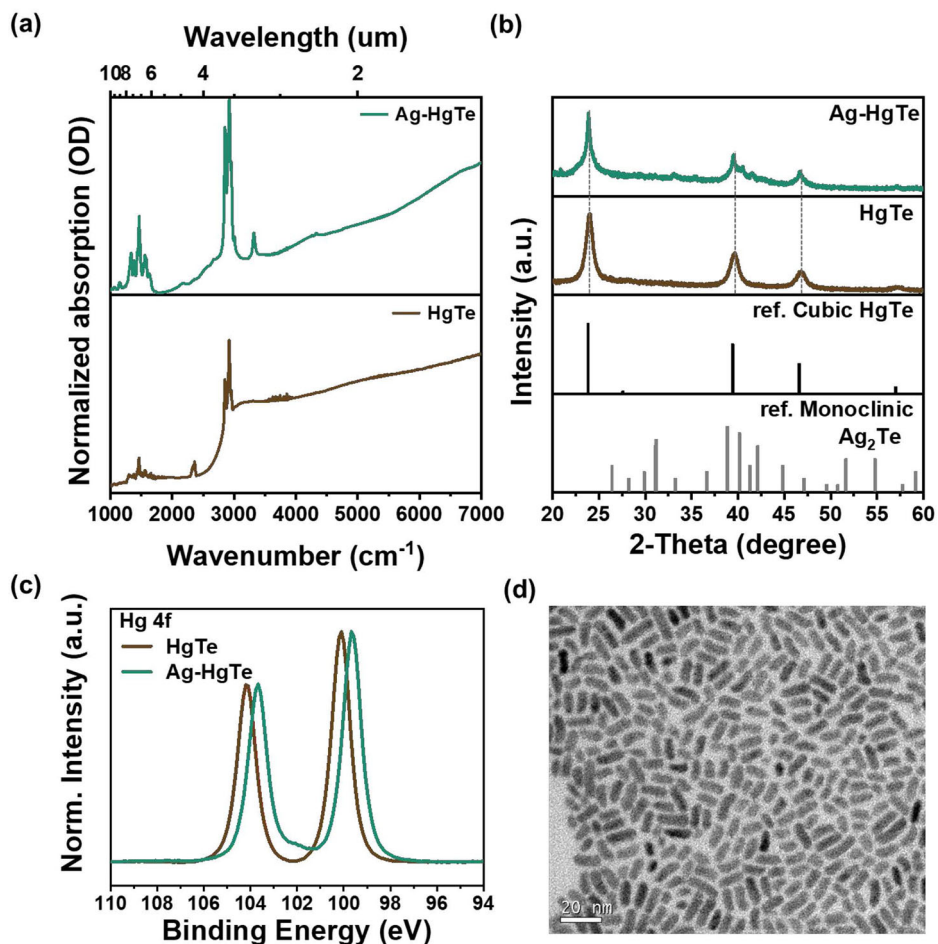 (a)
Wavelength (um)
10 8 6 4 2
Ag-HgTe
HgTe
Normalized absorption (OD)
1000 2000 3000 4000 5000 6000 7000
Wavenumber (cm⁻¹)
(b)
Ag-HgTe
HgTe
ref. Cubic HgTe
ref. Monoclinic
Ag₂Te
Intensity (a.u.)
20 25 30 35 40 45 50 55 60
2-Theta (degree)
(c)
Hg 4f
HgTe
Ag-HgTe
Norm. Intensity (a.u.)
110 108 106 104 102 100 98 96 94
Binding Energy (eV)
(d)
20 nm